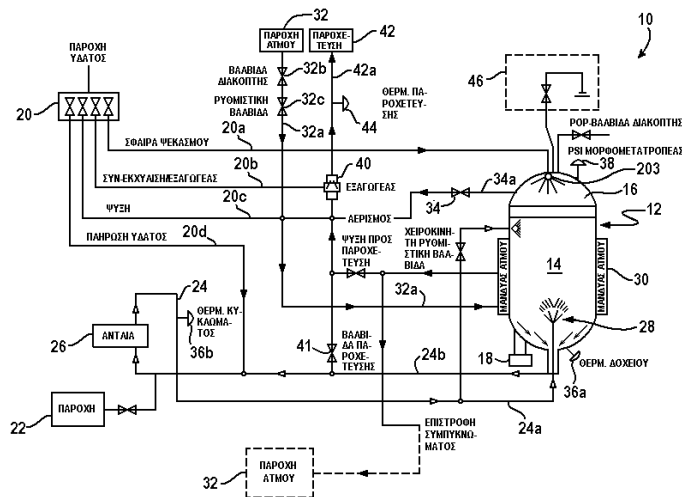 32
ΠΑΡΟΧΗ
ΑΤΜΟΥ
ΠΑΡΟΧΕ-
ΤΕΥΣΗ
42
10
46
ΠΑΡΟΧΗ
ΥΔΑΤΟΣ
20
ΒΑΛΒΙΔΑ
ΔΙΑΚΟΠΤΗΣ
32b
42a
ΡΥΘΜΙΣΤΙΚΗ
ΒΑΛΒΙΔΑ
32c
32a
ΘΕΡΜ. ΠΑ-
ΡΟΧΕΤΕΥ-
ΣΗΣ
44
POP-ΒΑΛΒΙΔΑ ΔΙΑΚΟΠΤΗΣ
PSI ΜΟΡΦΟΜΕΤΑΤΡΟΠΕΑΣ
38
203
ΣΦΑΙΡΑ ΨΕΚΑΣΜΟΥ
20a
40
ΣΥΝ-ΕΚΧΥΛΙΣΗ/ΕΞΑΓΩΓΕΑΣ
20b
ΕΞΑΓΩΓΕΑΣ
34a
34
16
12
ΨΥΞΗ
20c
ΑΕΡΙΣΜΟΣ
ΠΛΗΡΩΣΗ ΥΔΑΤΟΣ
20d
ΨΥΞΗ ΠΡΟΣ
ΠΑΡΟΧΕ-
ΤΕΥΣΗ
ΧΕΙΡΟΚΙΝΗ-
ΤΗ ΡΥΘΜΙ-
ΣΤΙΚΗ ΒΑΛ-
ΒΙΔΑ
32a
ΜΑΝΔΥΑΣ ΑΤΜΟΥ
14
ΜΑΝΔΥΑΣ ΑΤΜΟΥ
30
28
24
ΘΕΡΜ. ΚΥ-
ΚΛΩΜΑ-
ΤΟΣ
36b
26
ΑΝΤΛΙΑ
41
ΒΑΛΒΙ-
ΔΑ ΠΑΡΟ-
ΧΕΤΕΥΣΗΣ
24b
18
ΘΕΡΜ. ΔΟΧΕΙΟΥ
36a
22
ΠΑΡΟΧΗ
24a
ΕΠΙΣΤΡΟΦΗ
ΣΥΜΠΥΚΝΩ-
ΜΑΤΟΣ
32
ΠΑΡΟΧΗ
ΑΤΜΟΥ